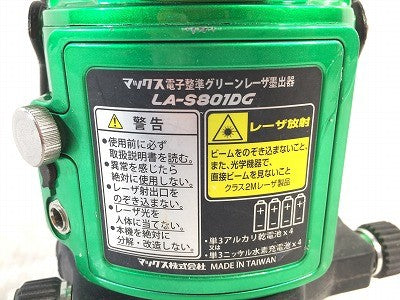 マックス電子整準グリーンレーザ墨出器
LA-S801DG
警告
•使用前に必ず
取扱説明書を読む。
•異常を感じたら
絶対に使用しない。
•レーザ射出口を
のぞき込まない。
•レーザ光を
人体に当てない。
•本機を絶対に
分解・改造しない。
レーザ放射
ビームをのぞき込まないこと、
また、光学機器で、
直接ビームを見ないこと
クラス2Mレーザ製品
・単3アルカリ乾電池×4
又は
・単3ニッケル水素充電池×4
マックス株式会社 MADE IN TAIWAN